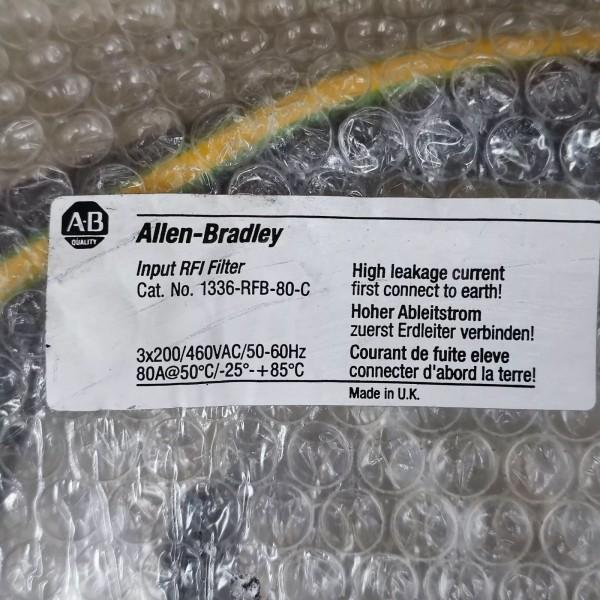 A-B
QUALITY
Allen-Bradley
Input RFI Filter
Cat. No. 1336-RFB-80-C
3x200/460VAC/50-60Hz
80A@50°C/-25°-+85°C
High leakage current
first connect to earth!
Hoher Ableitstrom
zuerst Erdleiter verbinden!
Courant de fuite eleve
connecter d'abord la terre!
Made in U.K.